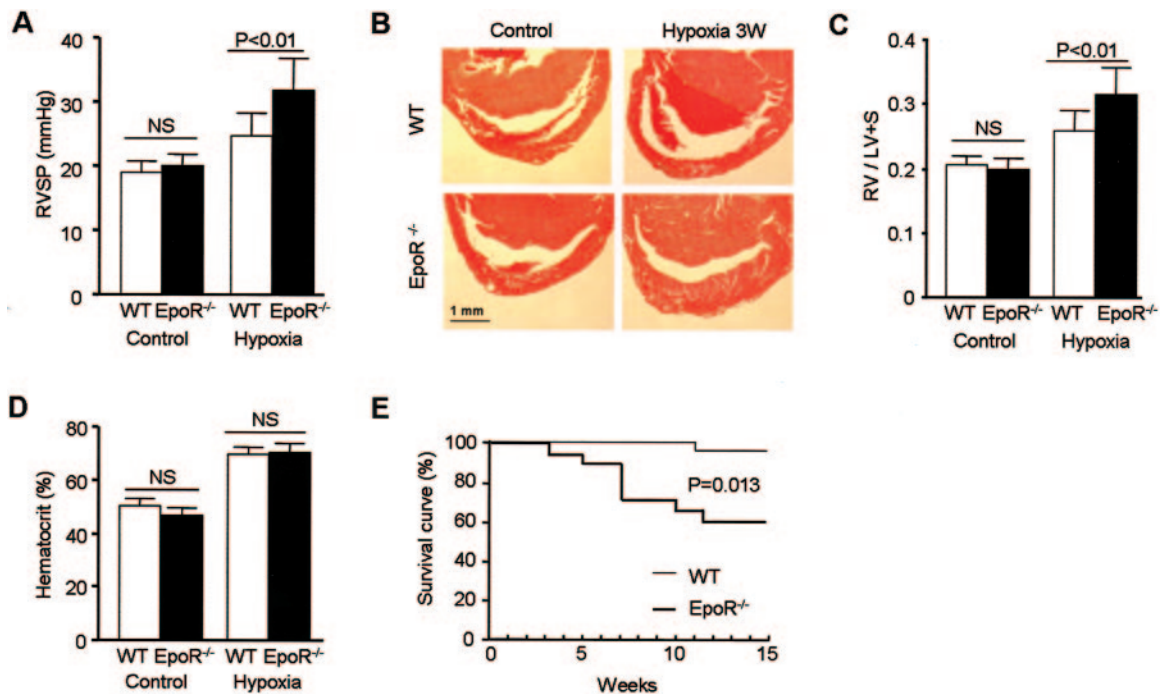 A
RVSP (mmHg)
40
30
20
10
0
NS
P<0.01
WT EpoR-/- WT EpoR-/-
Control Hypoxia
B
Control Hypoxia 3W
WT
EpoR -/-
1 mm
C
RV / LV+S
0.4
0.3
0.2
0.1
0
NS
P<0.01
WT EpoR-/- WT EpoR-/-
Control Hypoxia
D
Hematocrit (%)
80
60
40
20
0
NS
NS
WT EpoR-/- WT EpoR-/-
Control Hypoxia
E
Survival curve (%)
100
80
60
40
20
0
P=0.013
WT
EpoR-/-
0 5 10 15
Weeks